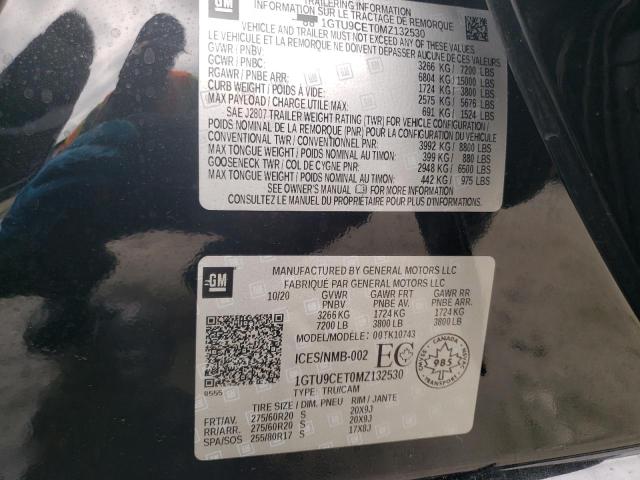 GM
TRAILERING INFORMATION
INFORMATION SUR LE TRACTAGE DE REMORQUE
1GTU9CET0MZ132530
VEHICLE AND TRAILER MUST NOT EXCEED ANY OF THESE VALUES
VÉHICULE ET REMORQUE NE DOIVENT DÉPASSER AUCUNE DE CES VALEURS
GVWR / PNBV: 3266 KG / 7200 LBS
GCWR / PNBC: 6804 KG / 15000 LBS
RGAWR / PNBE ARR: 1724 KG / 3800 LBS
CURB WEIGHT / POIDS À VIDE: 2575 KG / 5676 LBS
MAX PAYLOAD / CHARGE UTILE MAX: 691 KG / 1524 LBS
SAE J2807 TRAILER WEIGHT RATING (TWR) FOR VEHICLE CONFIGURATION
POIDS NOMINAL DE LA REMORQUE (PNR) POUR CONFIGURATION DU VEHICULE
CONVENTIONAL TWR / PNR CONVENTIONNEL: 3992 KG / 8800 LBS
MAX TONGUE WEIGHT / POIDS NOMINAL AU TIMON: 399 KG / 880 LBS
GOOSENECK TWR / COL DE CYGNE PNR: 2948 KG / 6500 LBS
MAX TONGUE WEIGHT / POIDS NOMINAL AU TIMON: 442 KG / 975 LBS
SEE OWNER'S MANUAL FOR MORE INFORMATION
CONSULTER LE MANUEL DU PROPRIÉTAIRE POUR PLUS D'INFORMATIONS
GM
MANUFACTURED BY GENERAL MOTORS LLC
FABRIQUÉ PAR GENERAL MOTORS LLC
10/20 GVWR GAWR FRT GAWR RR
PNBV PNBE AV. PNBE ARR.
3266 KG 1724 KG 1724 KG
7200 LB 3800 LB 3800 LB
MODEL/MODÈLE: 00TK10743
ICES/NMB-002 EC CANADA 985
1GTU9CET0MZ132530
0555 TYPE: TRU/CAM
TIRE SIZE / DIM. PNEU RIM / JANTE
FRT/AV. 275/60R20 S 20X9J
RR/ARR. 275/60R20 S 20X9J
SPA/SOS 255/80R17 S 17X8J